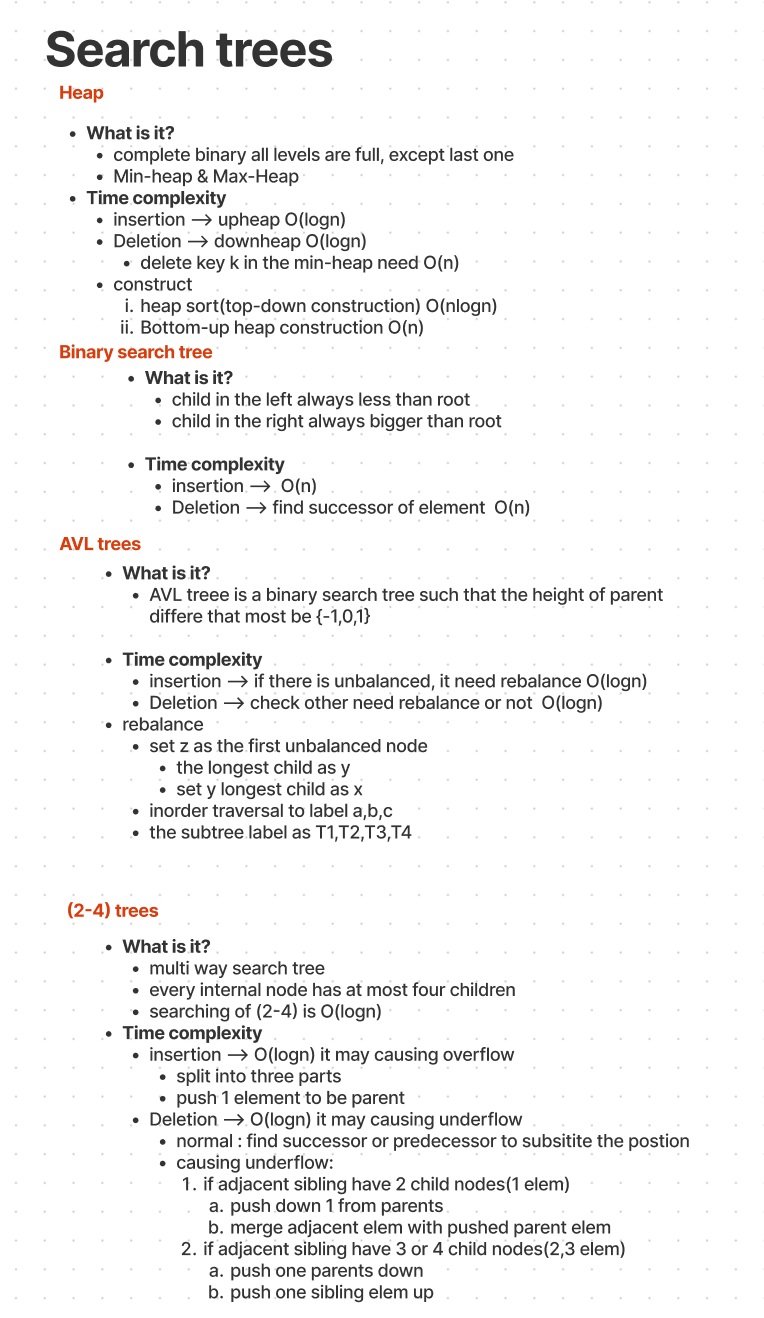 Search trees
Heap
• What is it?
• complete binary all levels are full, except last one
• Min-heap & Max-Heap
• Time complexity
• insertion → upheap O(logn)
• Deletion → downheap O(logn)
• delete key k in the min-heap need O(n)
• construct
i. heap sort(top-down construction) O(nlogn)
ii. Bottom-up heap construction O(n)
Binary search tree
• What is it?
• child in the left always less than root
• child in the right always bigger than root
• Time complexity
• insertion → O(n)
• Deletion → find successor of element O(n)
AVL trees
• What is it?
• AVL treee is a binary search tree such that the height of parent
differe that most be {-1,0,1}
• Time complexity
• insertion → if there is unbalanced, it need rebalance O(logn)
• Deletion → check other need rebalance or not O(logn)
• rebalance
• set z as the first unbalanced node
• the longest child as y
• set y longest child as x
• inorder traversal to label a,b,c
• the subtree label as T1,T2,T3,T4
(2-4) trees
• What is it?
• multi way search tree
• every internal node has at most four children
• searching of (2-4) is O(logn)
• Time complexity
• insertion → O(logn) it may causing overflow
• split into three parts
• push 1 element to be parent
• Deletion → O(logn) it may causing underflow
• normal : find successor or predecessor to subsitite the postion
• causing underflow:
1. if adjacent sibling have 2 child nodes(1 elem)
a. push down 1 from parents
b. merge adjacent elem with pushed parent elem
2. if adjacent sibling have 3 or 4 child nodes(2,3 elem)
a. push one parents down
b. push one sibling elem up